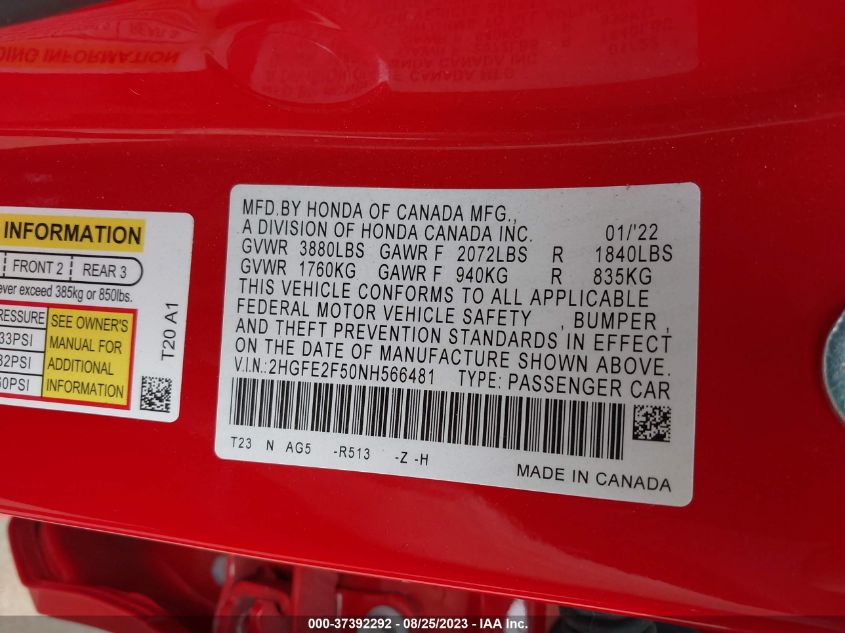 INFORMATION
FRONT 2 REAR 3
ever exceed 385kg or 850lbs.
RESSURE SEE OWNER'S
33PSI MANUAL FOR
32PSI ADDITIONAL
60PSI INFORMATION
T20 A1
MFD.BY HONDA OF CANADA MFG.,
A DIVISION OF HONDA CANADA INC. 01/'22
GVWR 3880LBS GAWR F 2072LBS R 1840LBS
GVWR 1760KG GAWR F 940KG R 835KG
THIS VEHICLE CONFORMS TO ALL APPLICABLE
FEDERAL MOTOR VEHICLE SAFETY , BUMPER ,
AND THEFT PREVENTION STANDARDS IN EFFECT
ON THE DATE OF MANUFACTURE SHOWN ABOVE.
V.I.N.:2HGFE2F50NH566481 TYPE: PASSENGER CAR
T23 N AG5 -R513 -Z -H
MADE IN CANADA
000-37392292 - 08/25/2023 - IAA Inc.